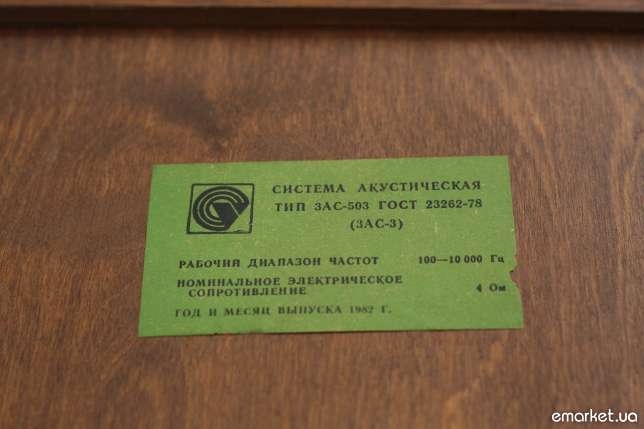 СИСТЕМА АКУСТИЧЕСКАЯ
ТИП 3АС-503 ГОСТ 23262-78
(3АС-3)
РАБОЧИЙ ДИАПАЗОН ЧАСТОТ 100—10 000 Гц
НОМИНАЛЬНОЕ ЭЛЕКТРИЧЕСКОЕ
СОПРОТИВЛЕНИЕ 4 Ом
ГОД И МЕСЯЦ ВЫПУСКА 1982 Г.
emarket.ua